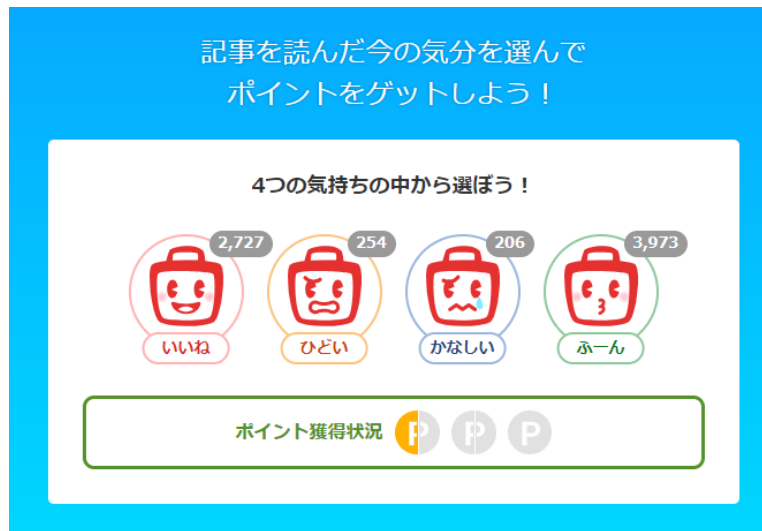 記事を読んだ今の気分を選んで
ポイントをゲットしよう！
4つの気持ちの中から選ぼう！
2,727 254 206 3,973
いいね ひどい かなしい ふーん
ポイント獲得状況 P P P